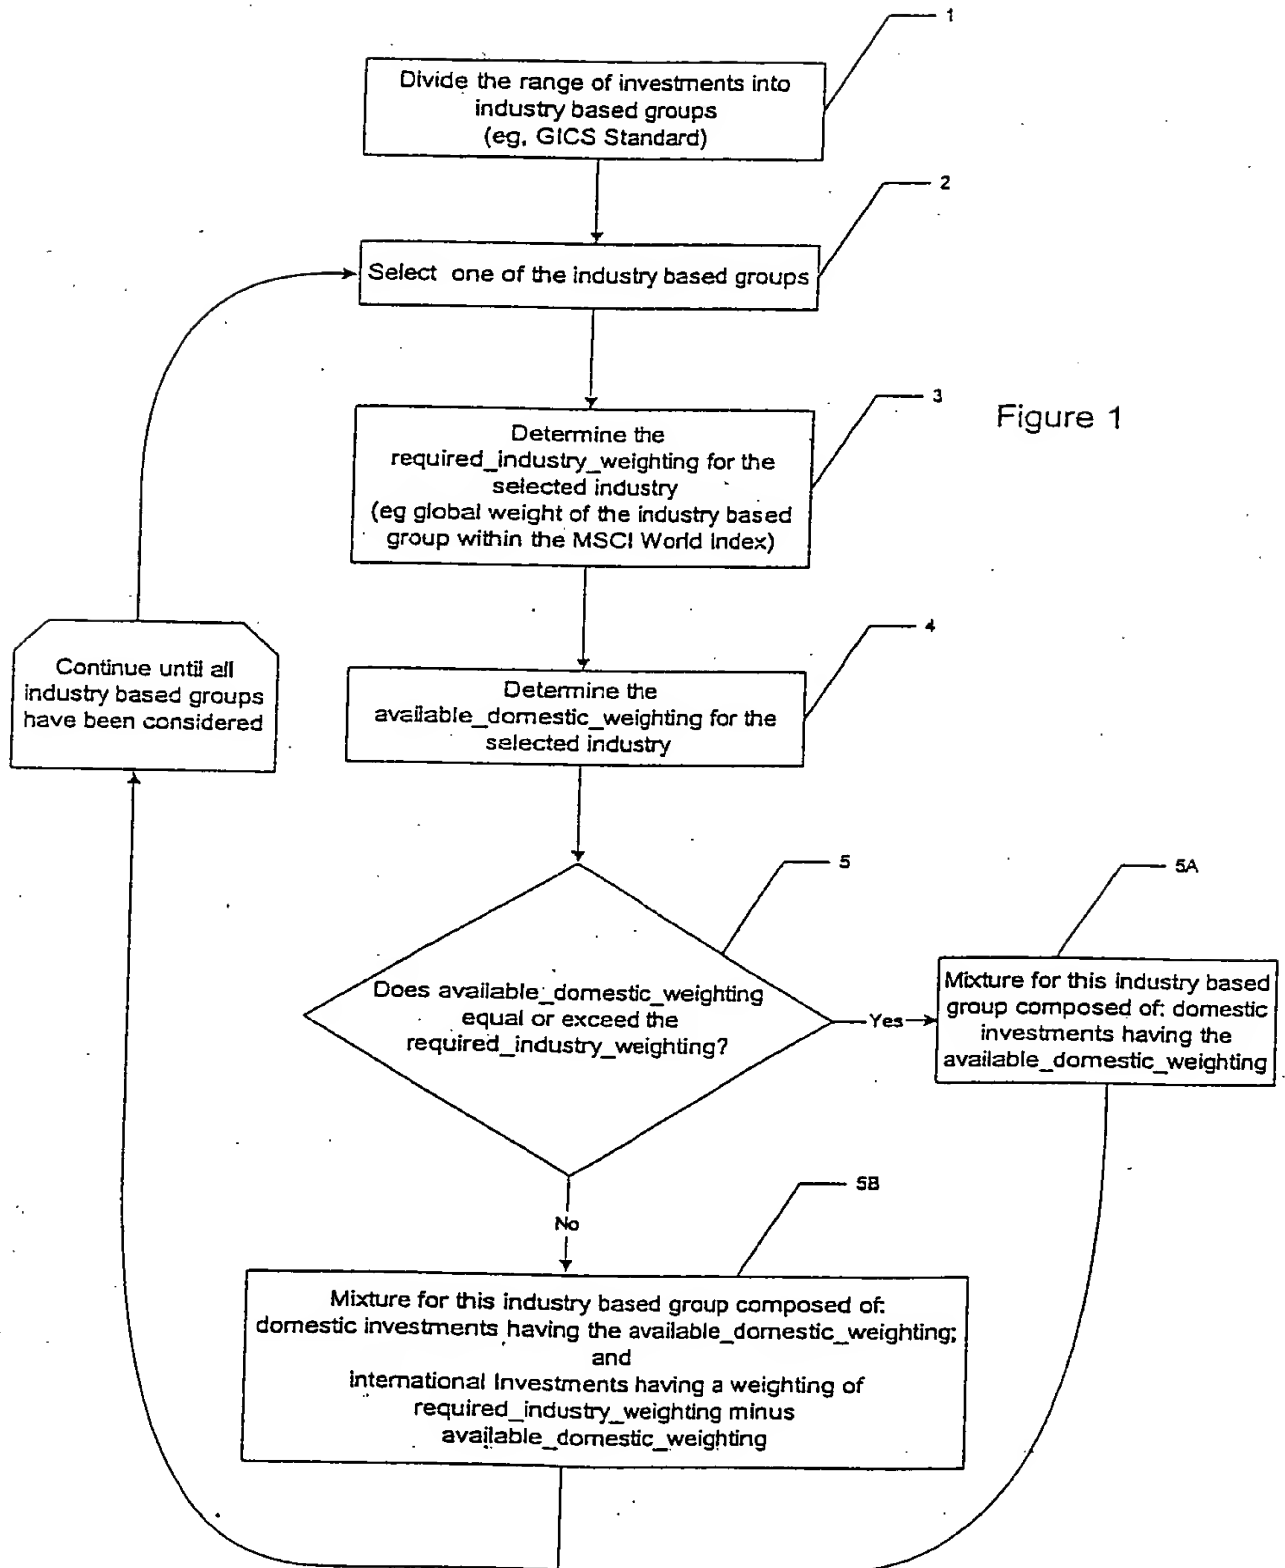 1
Divide the range of investments into
industry based groups
(eg, GICS Standard)
2
Select one of the industry based groups
3
Figure 1
Determine the
required_industry_weighting for the
selected industry
(eg global weight of the industry based
group within the MSCI World Index)
4
Continue until all
industry based groups
have been considered
Determine the
available_domestic_weighting for the
selected industry
5
5A
Does available_domestic_weighting
equal or exceed the
required_industry_weighting?
Yes
Mixture for this industry based
group composed of: domestic
investments having the
available_domestic_weighting
5B
No
Mixture for this industry based group composed of:
domestic investments having the available_domestic_weighting;
and
international Investments having a weighting of
required_industry_weighting minus
available_domestic_weighting